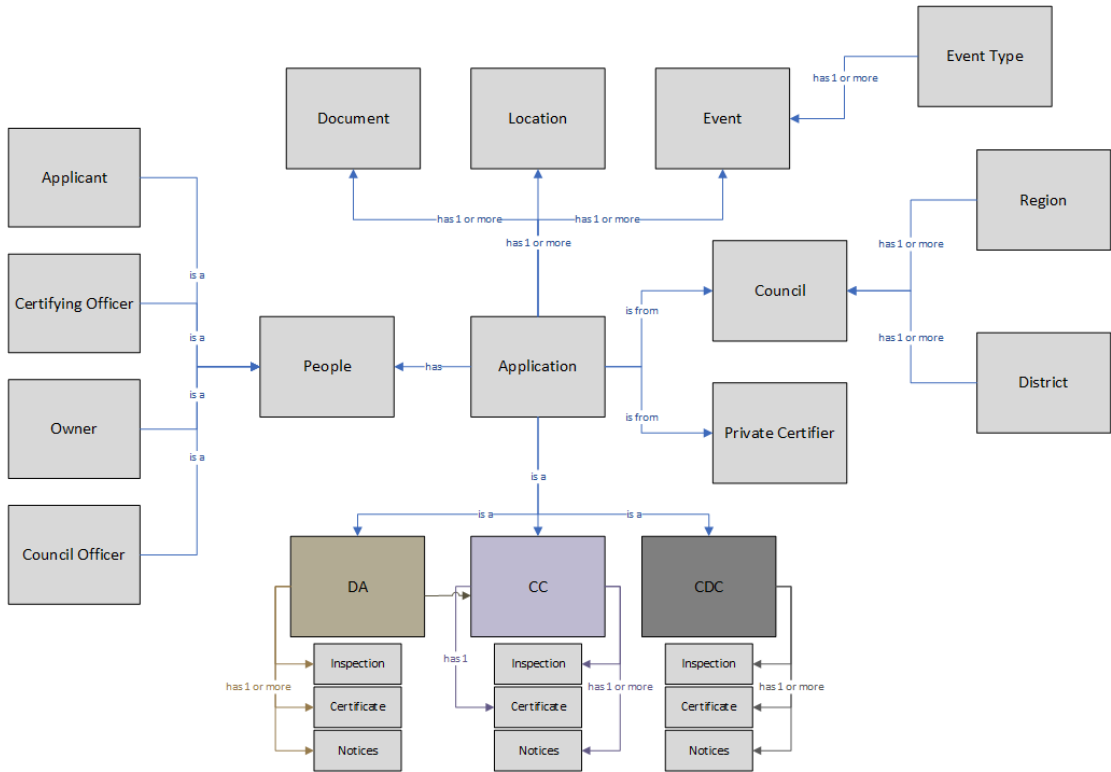 Event Type
has 1 or more
Document
Location
Event
Applicant
Region
has 1 or more
has 1 or more
has 1 or more
has 1 or more
is a
Certifying Officer
Council
is from
is a
has 1 or more
People
has
Application
District
is a
Owner
is from
Private Certifier
is a
is a
Council Officer
is a
is a
DA
CC
CDC
Inspection
Inspection
Inspection
has 1
has 1 or more
has 1 or more
has 1 or more
Certificate
Certificate
Certificate
Notices
Notices
Notices